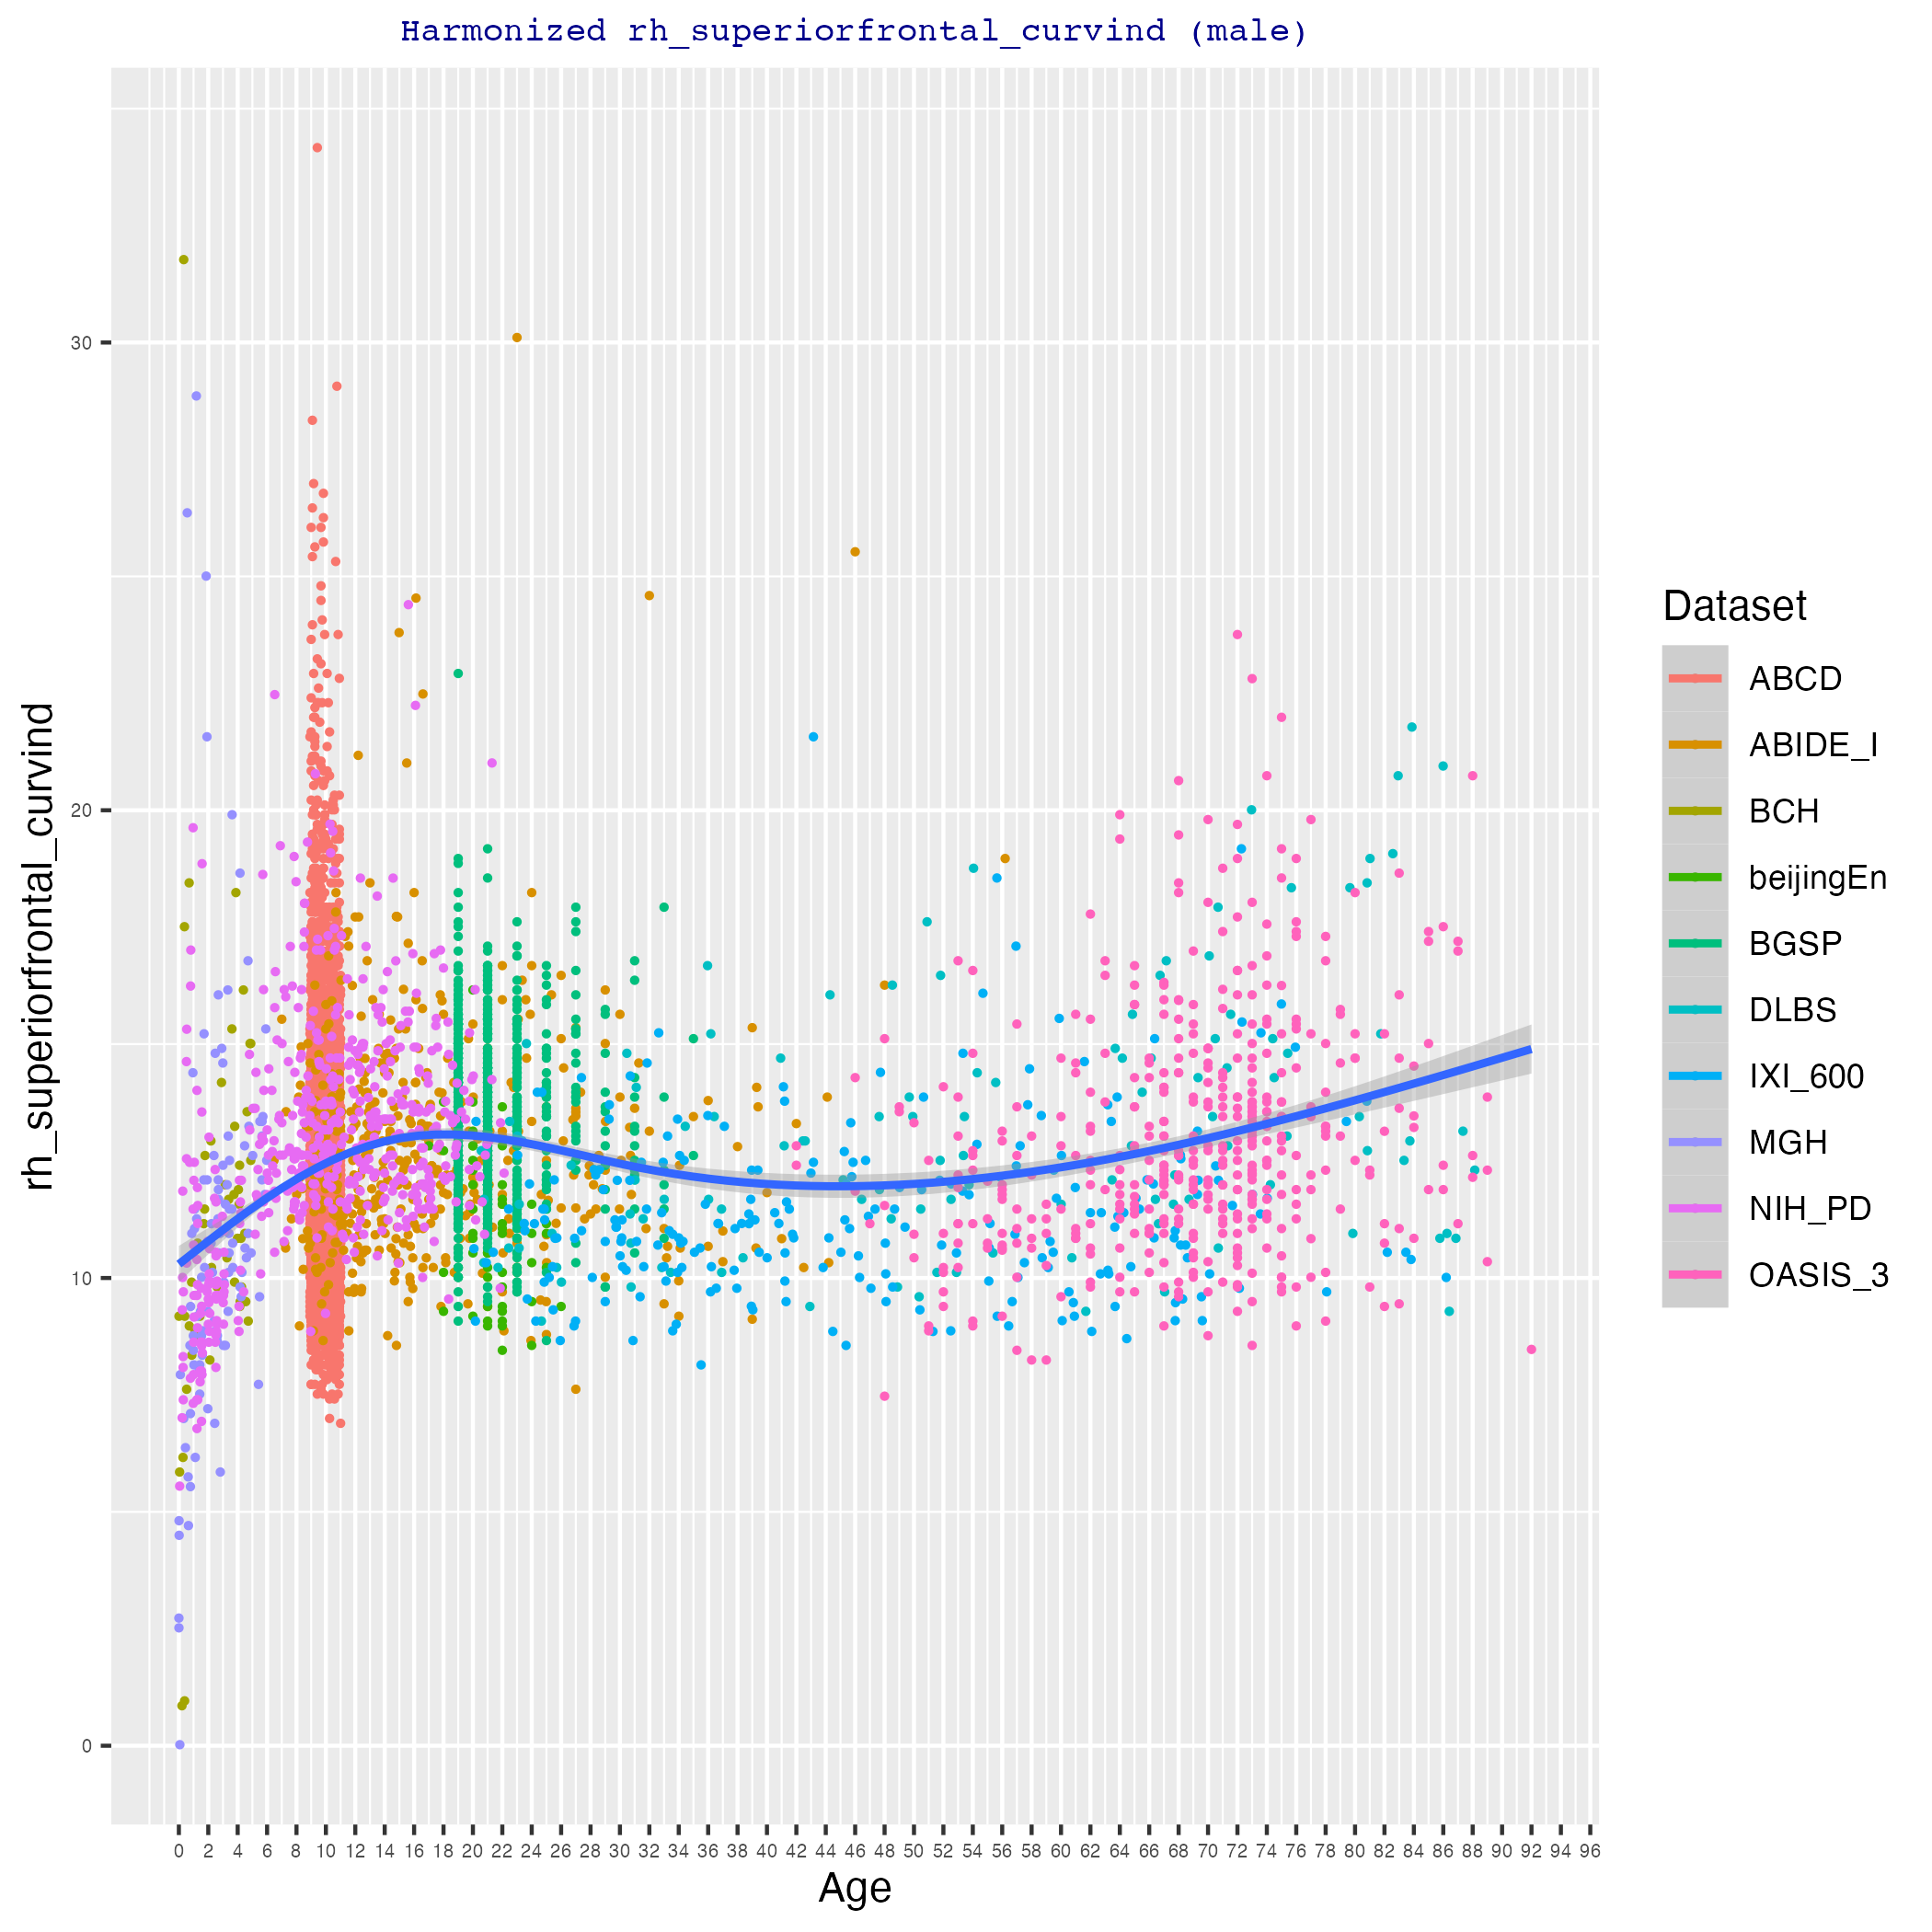 Harmonized rh_superiorfrontal_curvind (male)
rh_superiorfrontal_curvind
30
20
10
0
0 2 4 6 8 10 12 14 16 18 20 22 24 26 28 30 32 34 36 38 40 42 44 46 48 50 52 54 56 58 60 62 64 66 68 70 72 74 76 78 80 82 84 86 88 90 92 94 96
Age
Dataset
ABCD
ABIDE_I
BCH
beijingEn
BGSP
DLBS
IXI_600
MGH
NIH_PD
OASIS_3